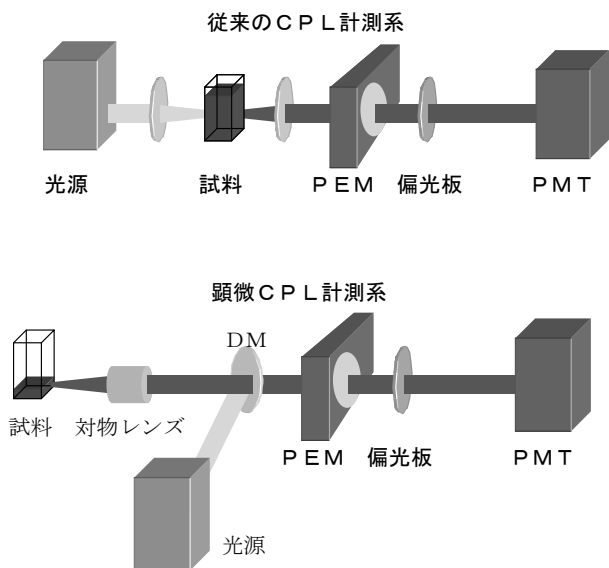 従来のＣＰＬ計測系
光源 試料 ＰＥＭ 偏光板 ＰＭＴ
顕微ＣＰＬ計測系
DM
試料 対物レンズ
ＰＥＭ 偏光板 ＰＭＴ
光源